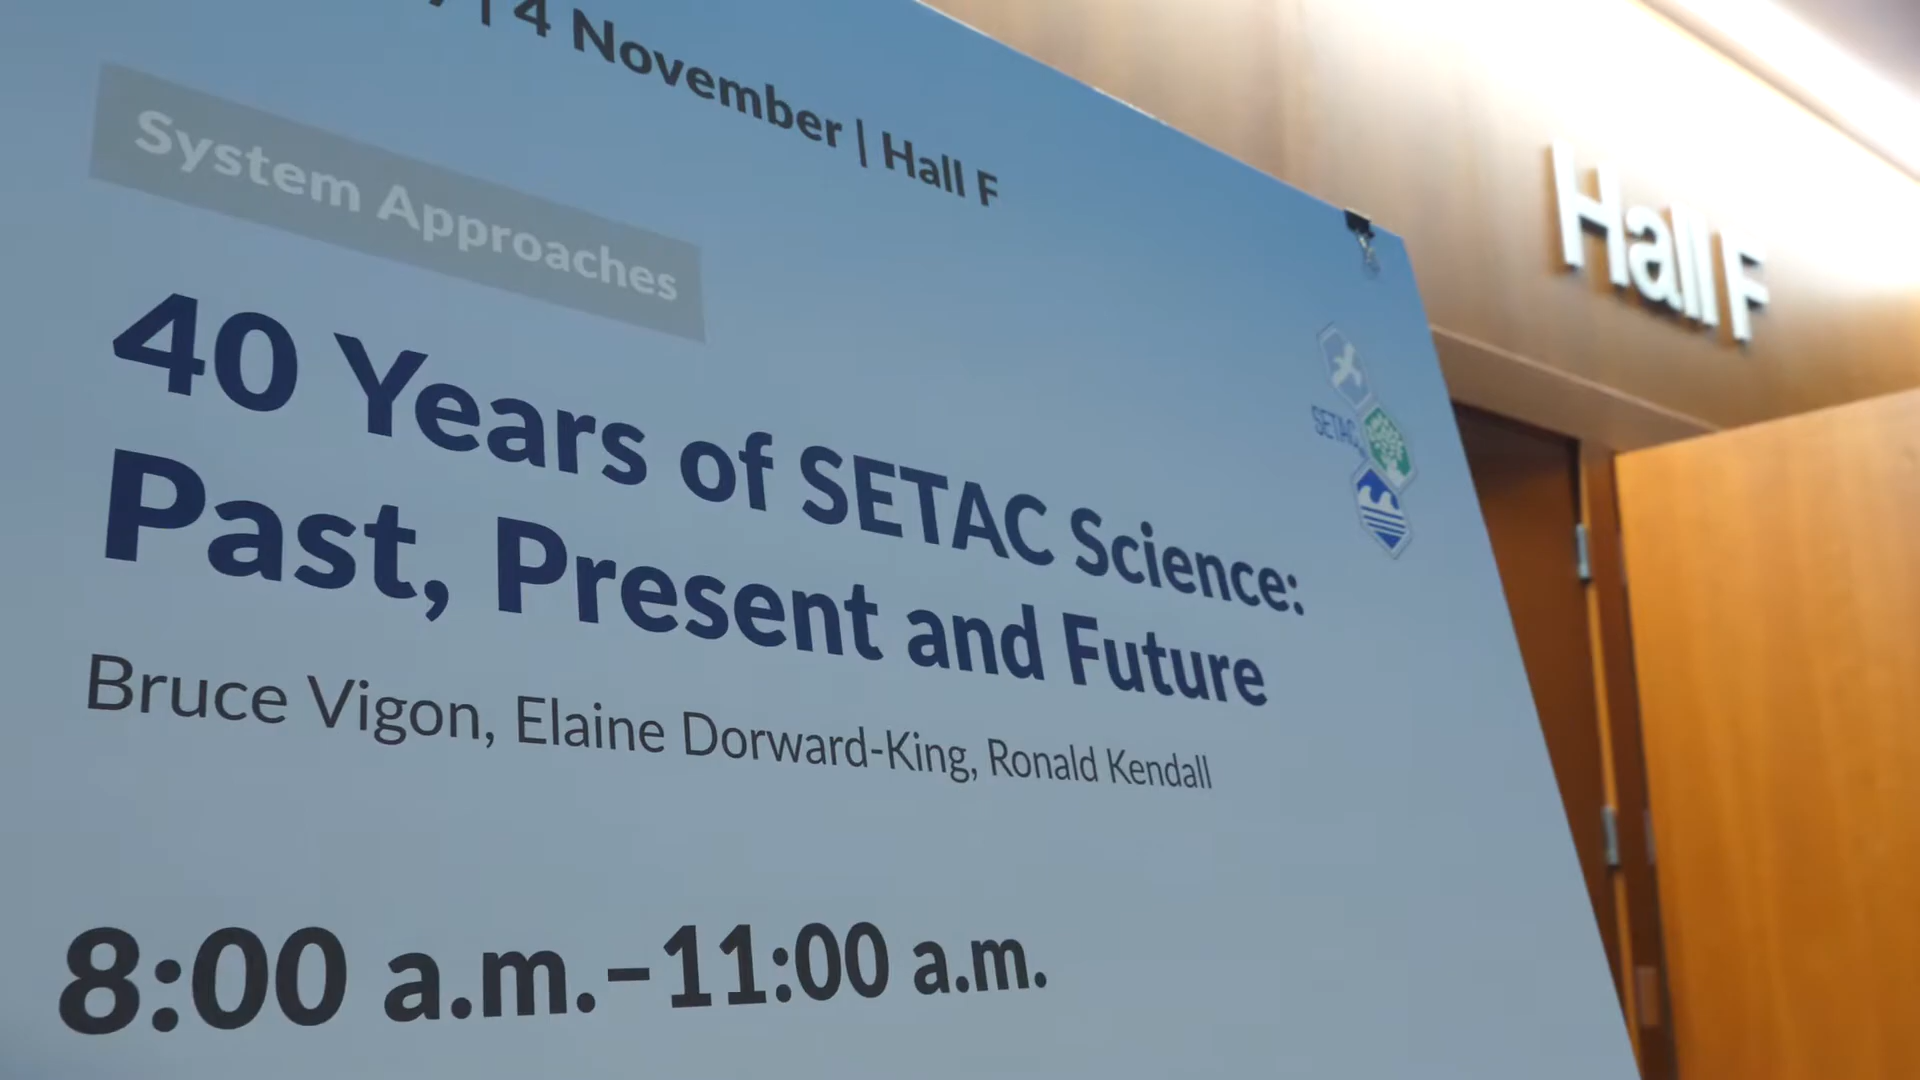 | 4 November | Hall F
System Approaches
40 Years of SETAC Science:
Past, Present and Future
Bruce Vigon, Elaine Dorward-King, Ronald Kendall
8:00 a.m.–11:00 a.m.
SETAC
Hall F